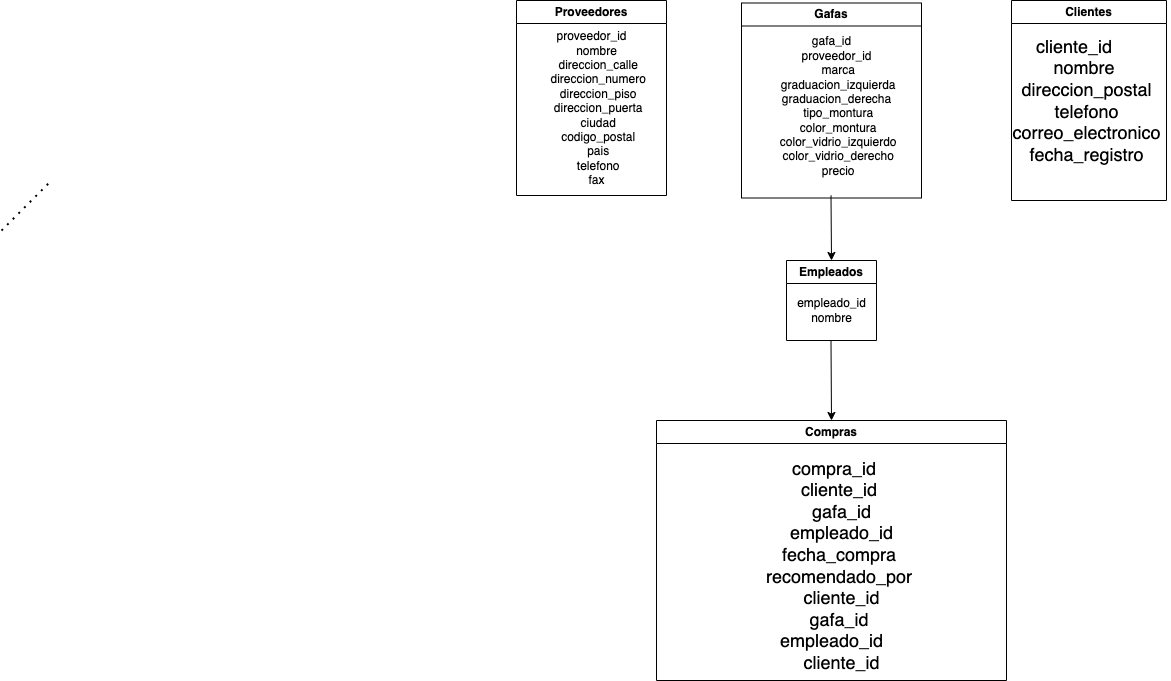 Proveedores
proveedor_id
nombre
direccion_calle
direccion_numero
direccion_piso
direccion_puerta
ciudad
codigo_postal
pais
telefono
fax
Gafas
gafa_id
proveedor_id
marca
graduacion_izquierda
graduacion_derecha
tipo_montura
color_montura
color_vidrio_izquierdo
color_vidrio_derecho
precio
Clientes
cliente_id
nombre
direccion_postal
telefono
correo_electronico
fecha_registro
Empleados
empleado_id
nombre
Compras
compra_id
cliente_id
gafa_id
empleado_id
fecha_compra
recomendado_por
cliente_id
gafa_id
empleado_id
cliente_id